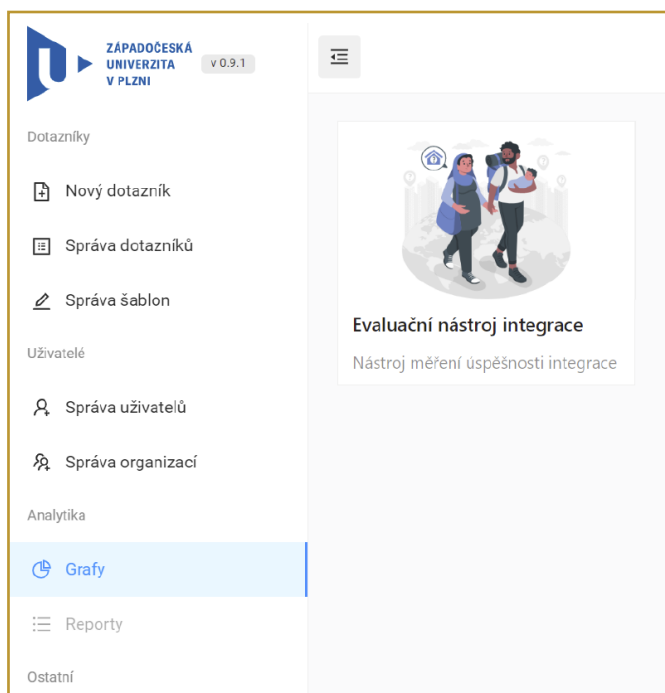 ZÁPADOČESKÁ
UNIVERZITA
V PLZNI
v 0.9.1
Dotazníky
Nový dotazník
Správa dotazníků
Správa šablon
Uživatelé
Správa uživatelů
Správa organizací
Analytika
Grafy
Reporty
Ostatní
Evaluační nástroj integrace
Nástroj měření úspěšnosti integrace